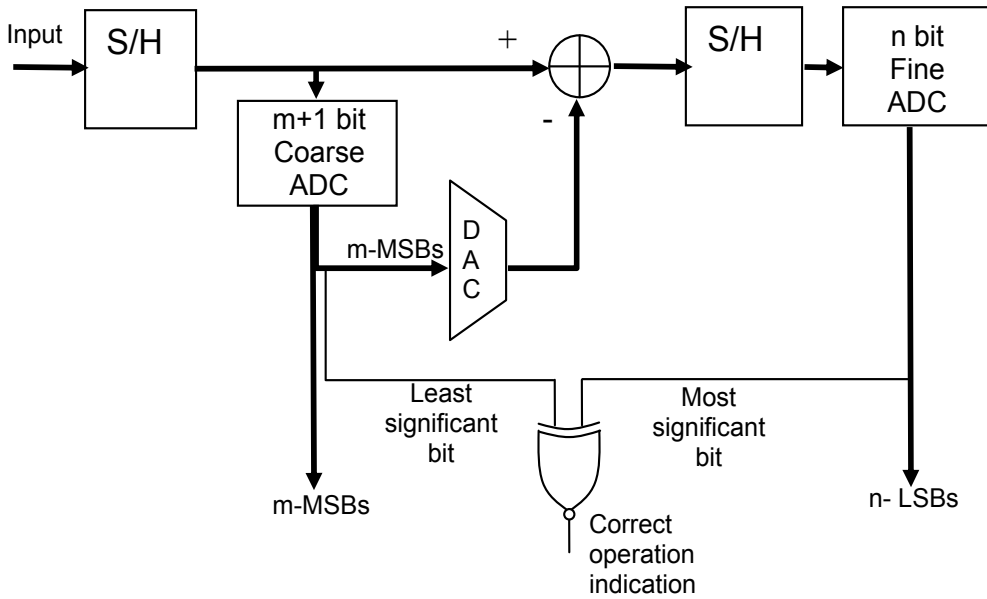 Input
S/H
+
S/H
n bit
Fine
ADC
-
m+1 bit
Coarse
ADC
m-MSBs
D
A
C
Least
significant
bit
Most
significant
bit
m-MSBs
n- LSBs
Correct
operation
indication